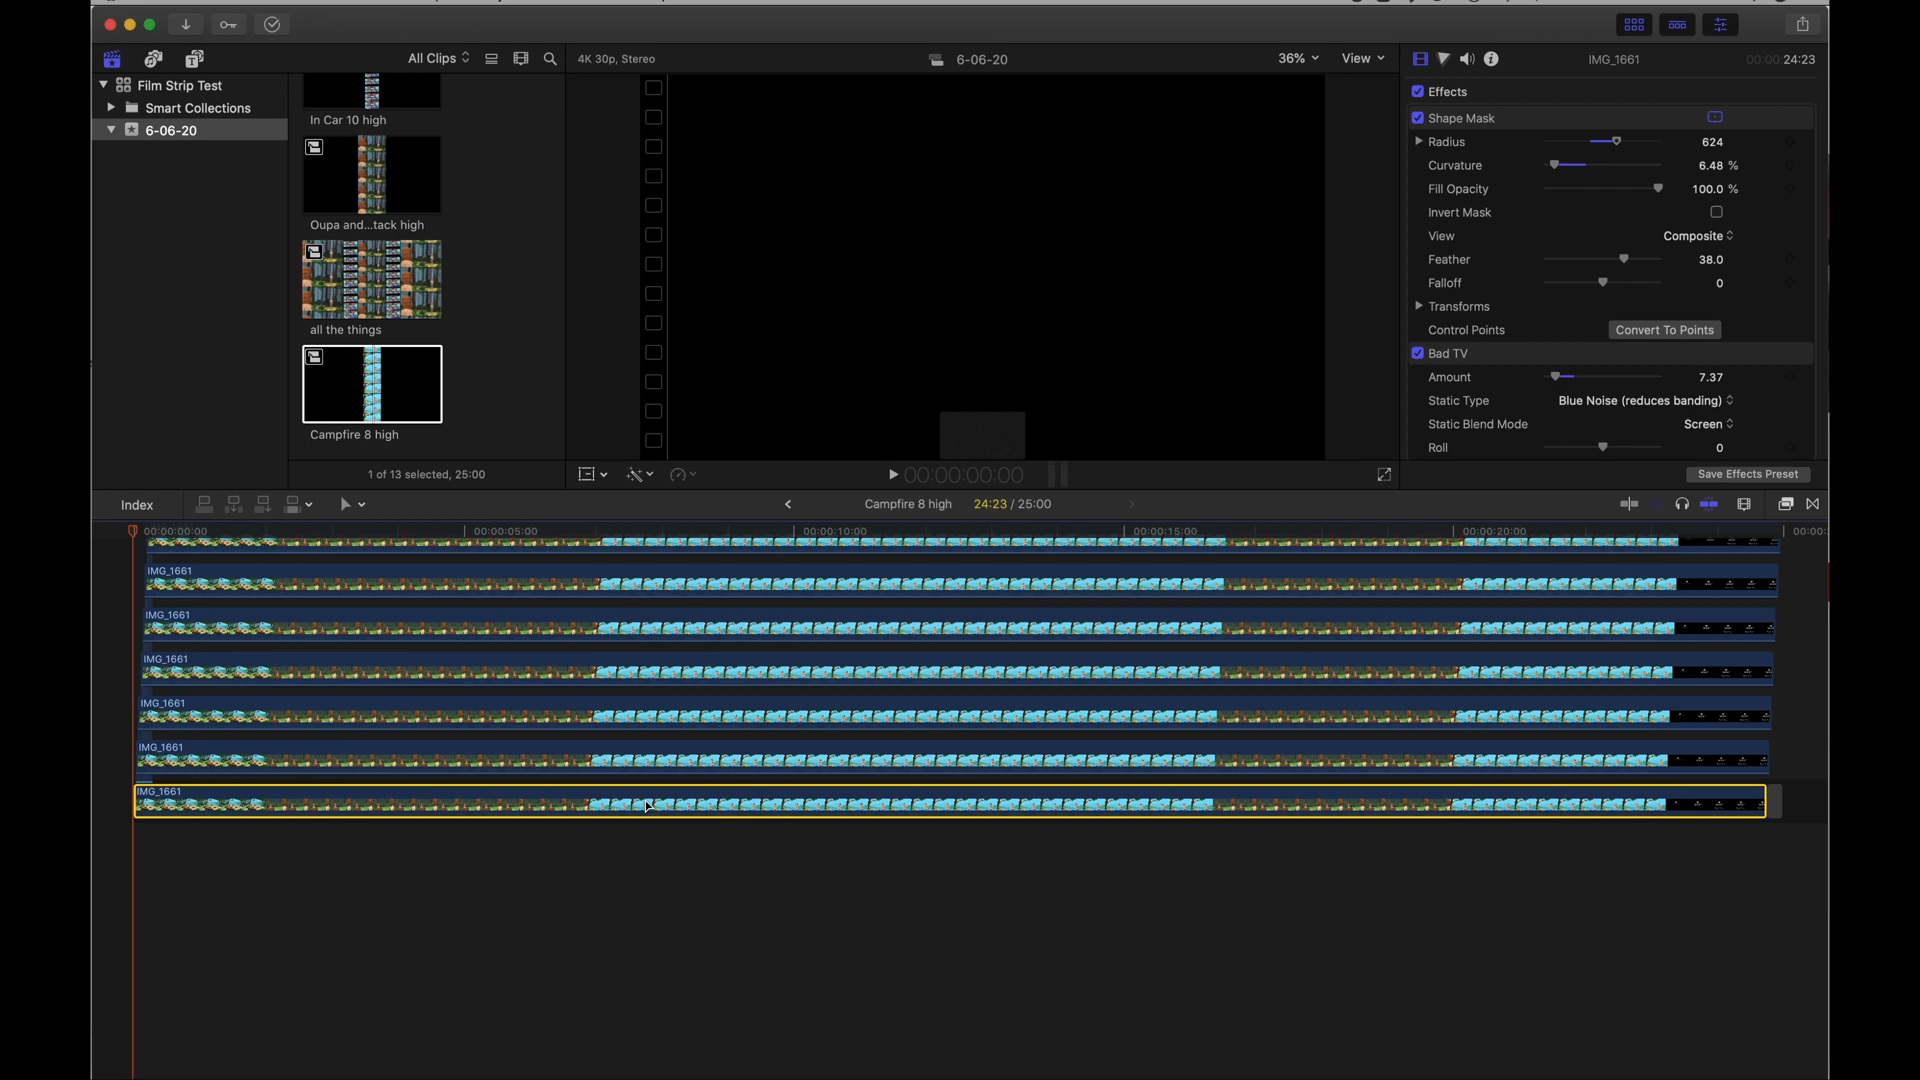 All Clips
4K 30p, Stereo
6-06-20
36%
View
IMG_1661
00:00:24:23
Film Strip Test
Smart Collections
6-06-20
In Car 10 high
Oupa and...tack high
all the things
Campfire 8 high
1 of 13 selected, 25:00
00:00:00:00
Effects
Shape Mask
Radius
624
Curvature
6.48 %
Fill Opacity
100.0 %
Invert Mask
View
Composite
Feather
38.0
Falloff
0
Transforms
Control Points
Convert To Points
Bad TV
Amount
7.37
Static Type
Blue Noise (reduces banding)
Static Blend Mode
Screen
Roll
0
Save Effects Preset
Index
Campfire 8 high
24:23 / 25:00
00:00:00:00
00:00:05:00
00:00:10:00
00:00:15:00
00:00:20:00
00:00:
IMG_1661
IMG_1661
IMG_1661
IMG_1661
IMG_1661
IMG_1661